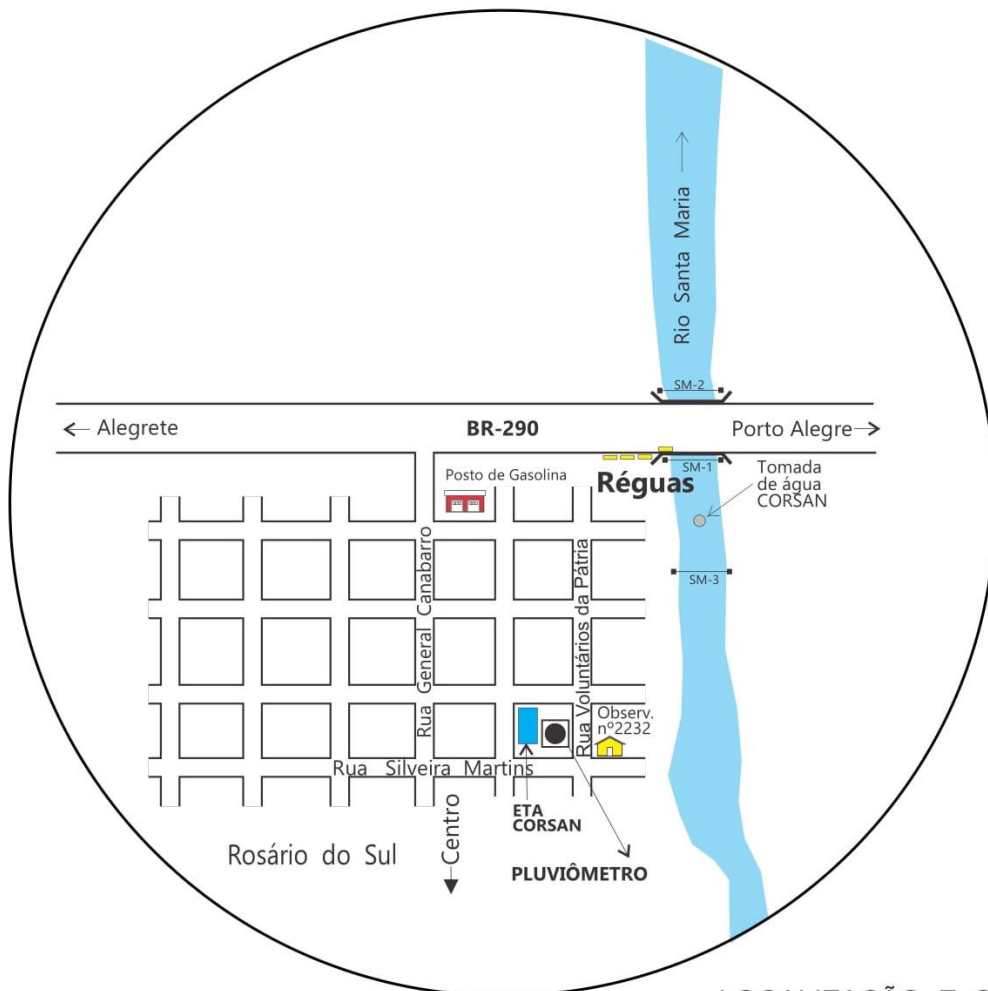 Rio Santa Maria
SM-2
Alegrete
BR-290
Porto Alegre
SM-1
Posto de Gasolina
Réguas
Tomada
de água
CORSAN
SM-3
Rua General Canabarro
Rua Voluntários da Pátria
Observ.
nº2232
Rua Silveira Martins
ETA
CORSAN
Centro
Rosário do Sul
PLUVIÔMETRO